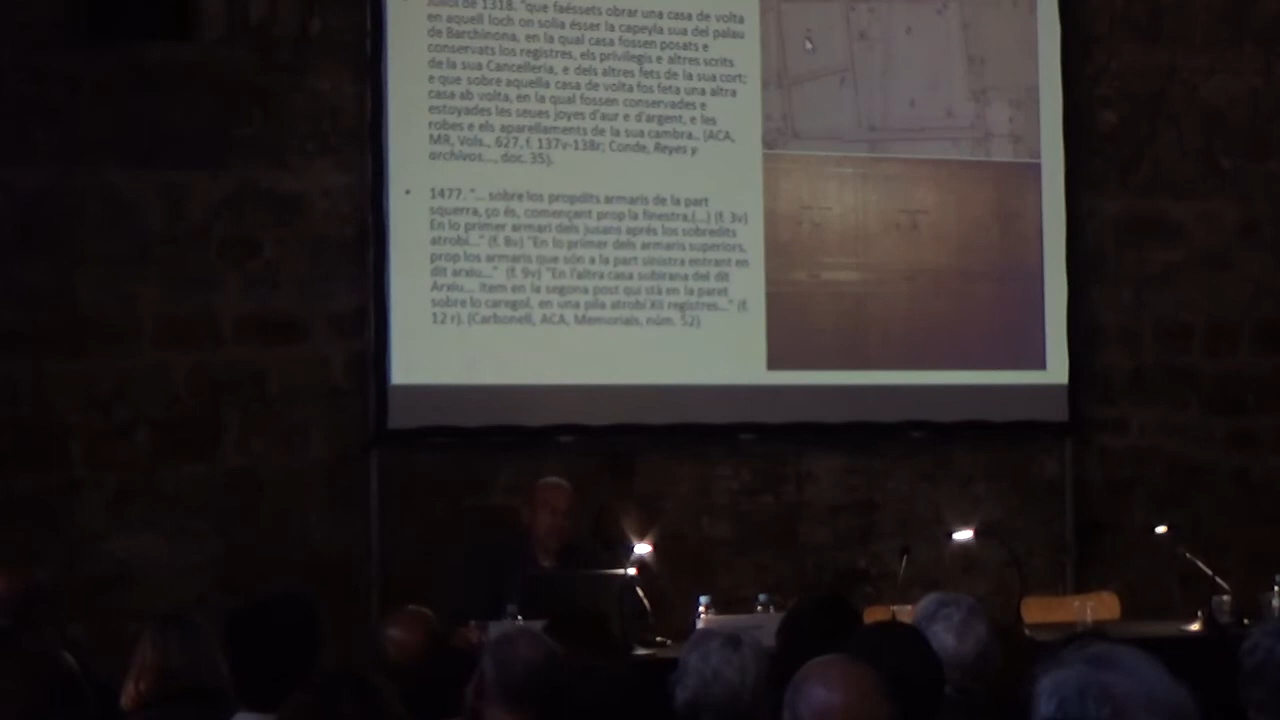 Juliol de 1318. "que faéssets obrar una casa de volta
en aquell loch on solia ésser la capeyla sua del palau
de Barchinona, en la qual casa fossen posats e
conservats los registres, els privilegis e altres scrits
de la sua Cancelleria, e dels altres fets de la sua cort;
e que sobre aquella casa de volta fos feta una altra
casa ab volta, en la qual fossen conservades e
estoyades les seues joyes d'aur e d'argent, e les
robes e els aparellaments de la sua cambra.. (ACA,
MR, Vols., 627, f. 137v-138r; Conde, Reyes y
archivos..., doc. 35).
• 1477. "... sobre los propdits armaris de la part
squerra, ço és, començant prop la finestra,(...) (f. 3v)
En lo primer armari dels jusans aprés los sobredits
atrobí..." (f. 8v) "En lo primer dels armaris superiors,
prop los armaris que són a la part sinistra entrant en
dit arxiu..." (f. 9v) "En l'altra casa subirana del dit
Arxiu... Item en la segona post qui stà en la paret
sobre lo caregol, en una pila atrobí XII registres..." (f.
12 r). (Carbonell, ACA, Memorials, núm. 52)